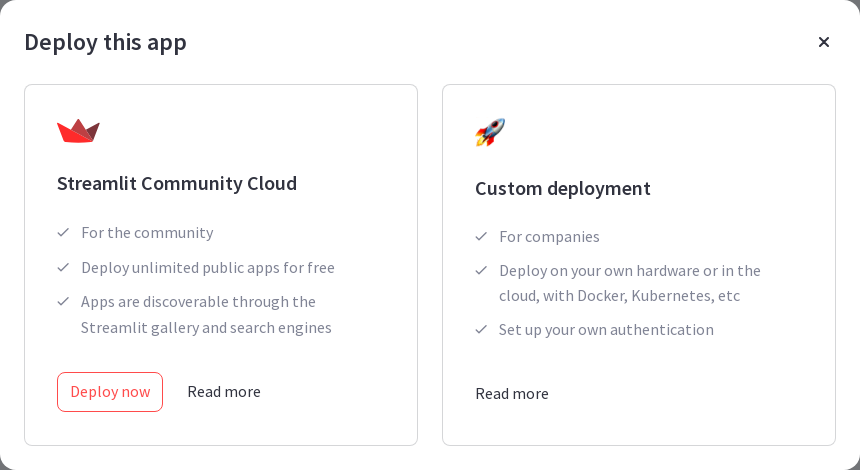 Deploy this app
Streamlit Community Cloud
For the community
Deploy unlimited public apps for free
Apps are discoverable through the
Streamlit gallery and search engines
Deploy now
Read more
Custom deployment
For companies
Deploy on your own hardware or in the
cloud, with Docker, Kubernetes, etc
Set up your own authentication
Read more